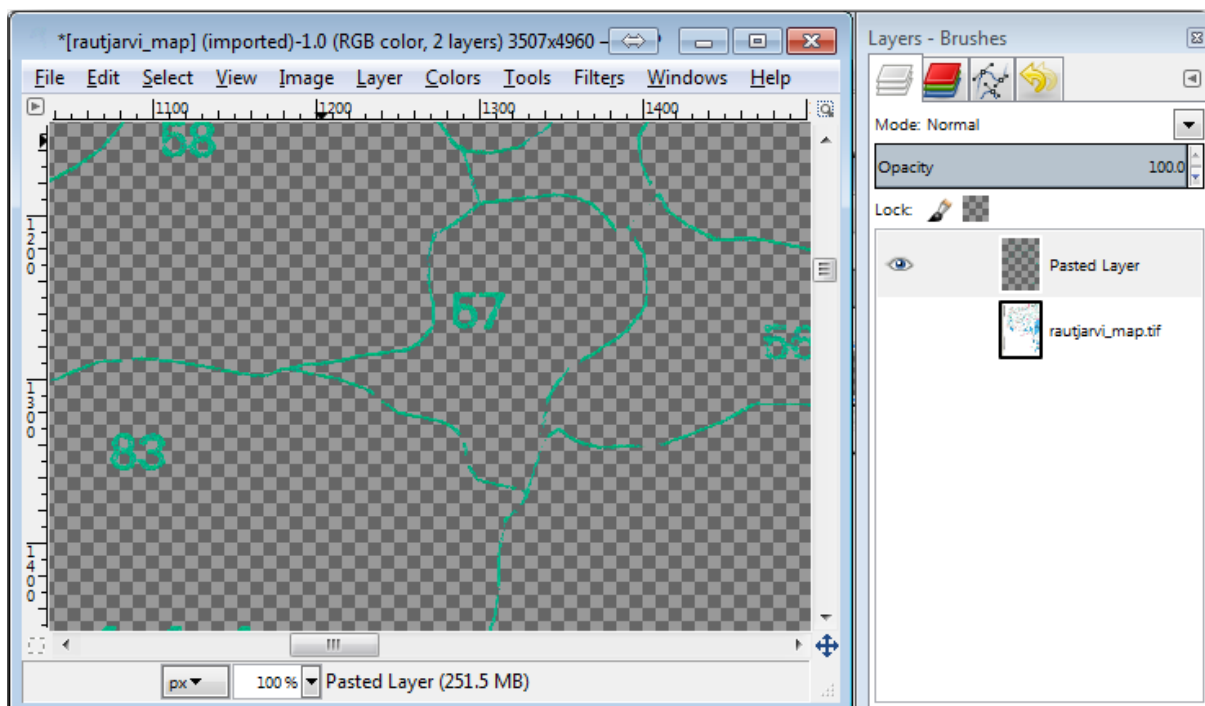 *[rautjarvi_map] (imported)-1.0 (RGB color, 2 layers) 3507x4960 –
File Edit Select View Image Layer Colors Tools Filters Windows Help
1100 1200 1300 1400
1200
1300
1400
58
57
56
83
px 100 % Pasted Layer (251.5 MB)
Layers - Brushes
Mode: Normal
Opacity 100.0
Lock:
Pasted Layer
rautjarvi_map.tif